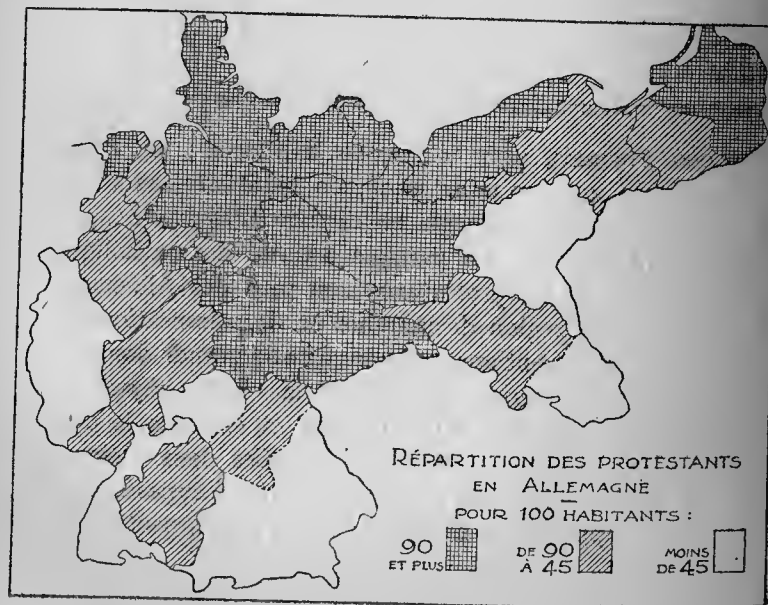 RÉPARTITION DES PROTESTANTS
EN ALLEMAGNE
POUR 100 HABITANTS :
90
ET PLUS
DE 90
À 45
MOINS
DE 45